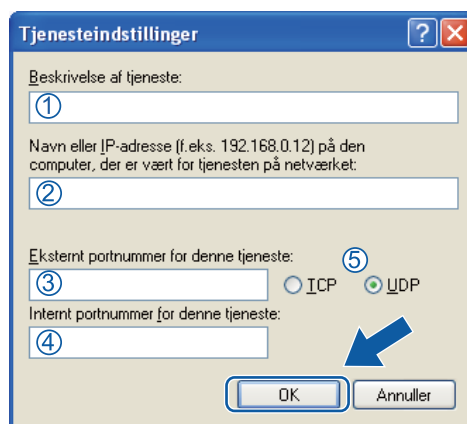 Tjenesteindstillinger
Beskrivelse af tjeneste:
①
Navn eller IP-adresse (f.eks. 192.168.0.12) på den
computer, der er vært for tjenesten på netværket:
②
Eksternt portnummer for denne tjeneste:
⑤
③ TCP UDP
Internt portnummer for denne tjeneste:
④
OK Annuller